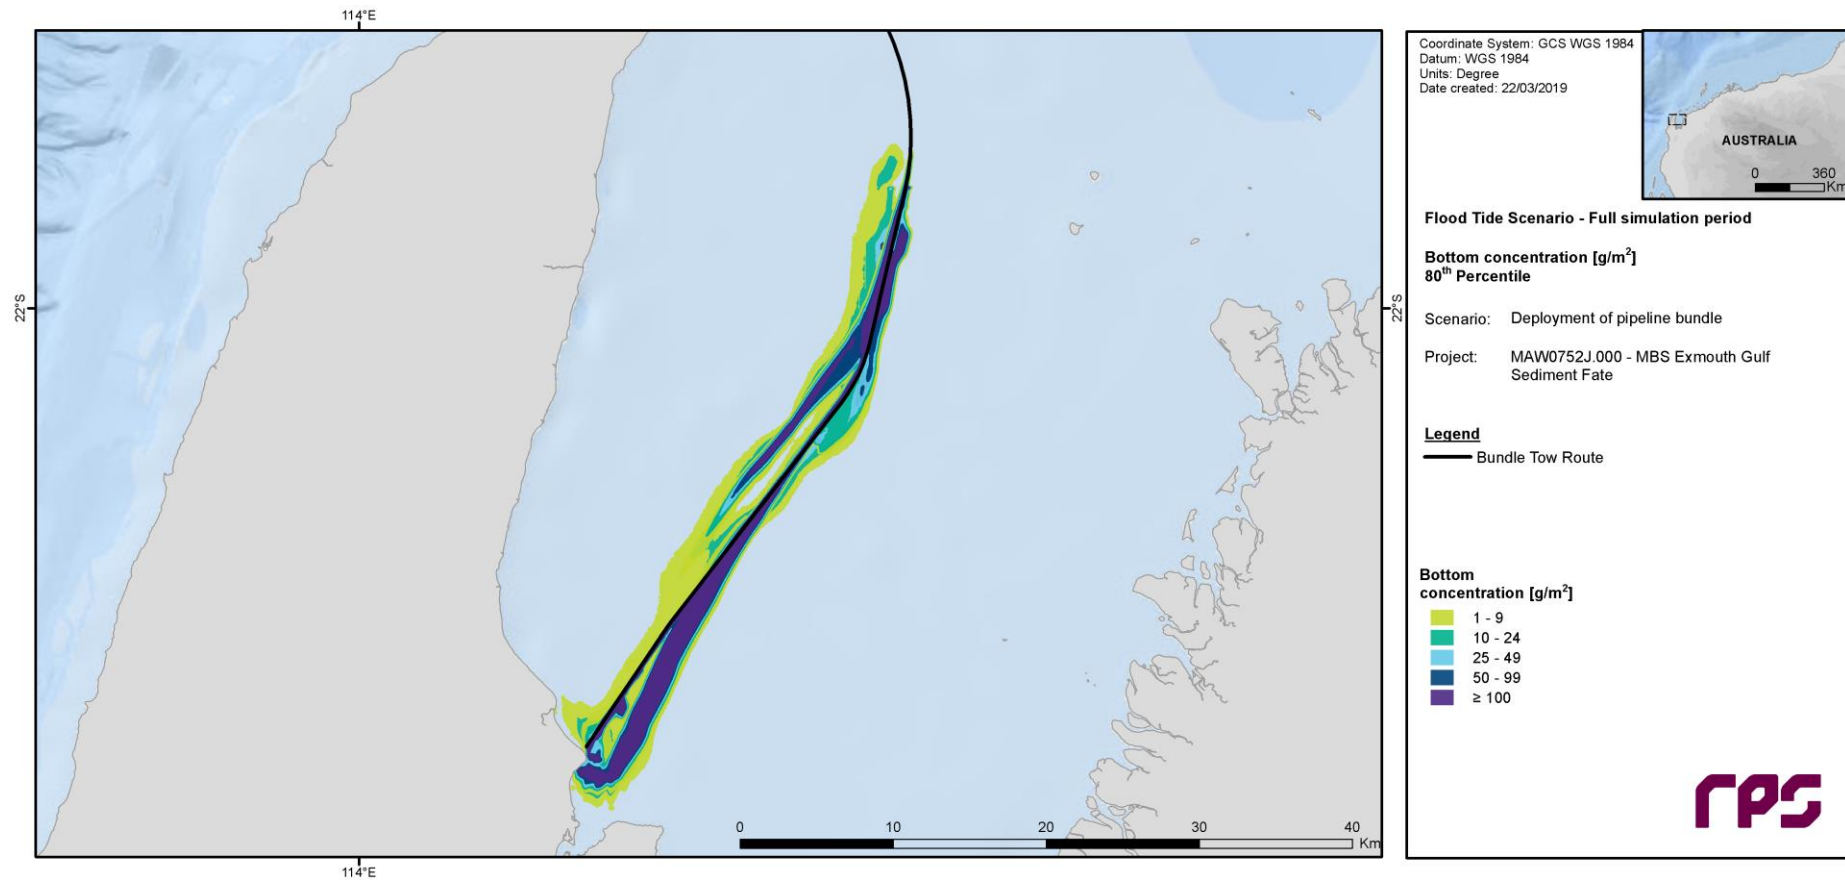 114°E
22°S
22°S
0 10 20 30 40
Km
114°E
Coordinate System: GCS WGS 1984
Datum: WGS 1984
Units: Degree
Date created: 22/03/2019
AUSTRALIA
0 360
Km
Flood Tide Scenario - Full simulation period
Bottom concentration [g/m²]
80th Percentile
Scenario: Deployment of pipeline bundle
Project: MAW0752J.000 - MBS Exmouth Gulf
Sediment Fate
Legend
Bundle Tow Route
Bottom
concentration [g/m²]
1 - 9
10 - 24
25 - 49
50 - 99
≥ 100
rps